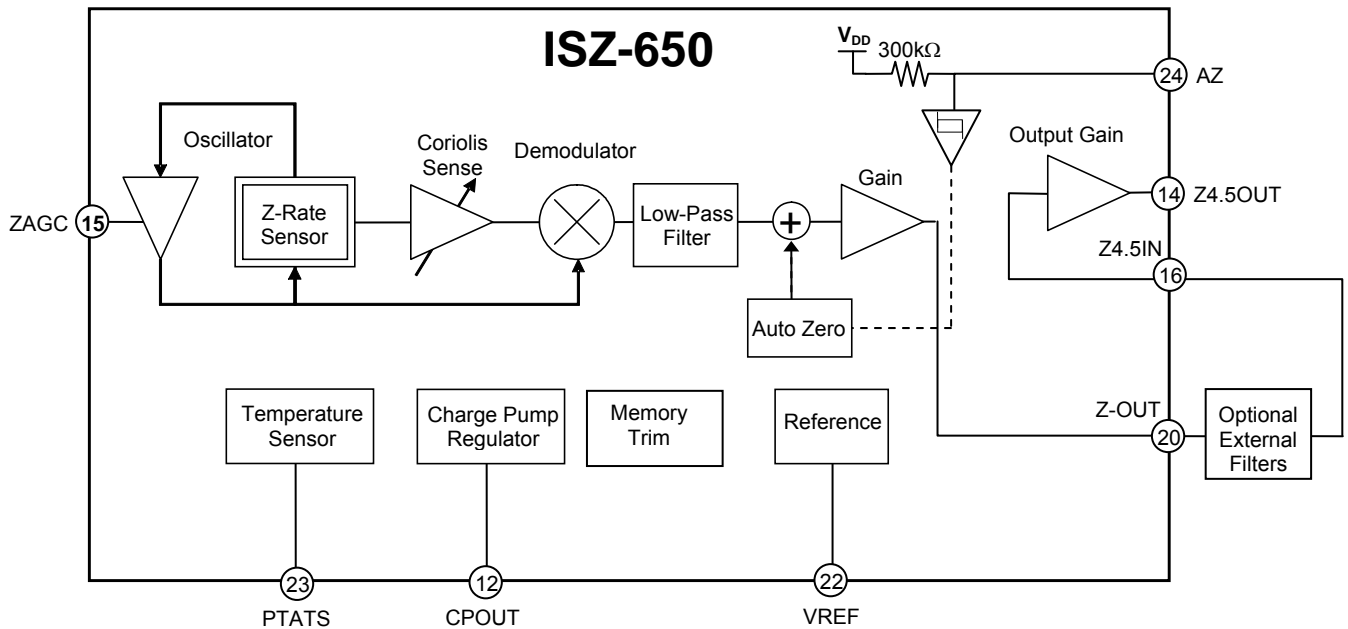 ISZ-650
VDD
300kΩ
24
AZ
Oscillator
Coriolis
Sense
Demodulator
Output Gain
Gain
14
Z4.5OUT
ZAGC
15
Z-Rate
Sensor
Low-Pass
Filter
+
Z4.5IN
16
Auto Zero
Temperature
Sensor
Charge Pump
Regulator
Memory
Trim
Reference
Z-OUT
20
Optional
External
Filters
23
12
22
PTATS
CPOUT
VREF